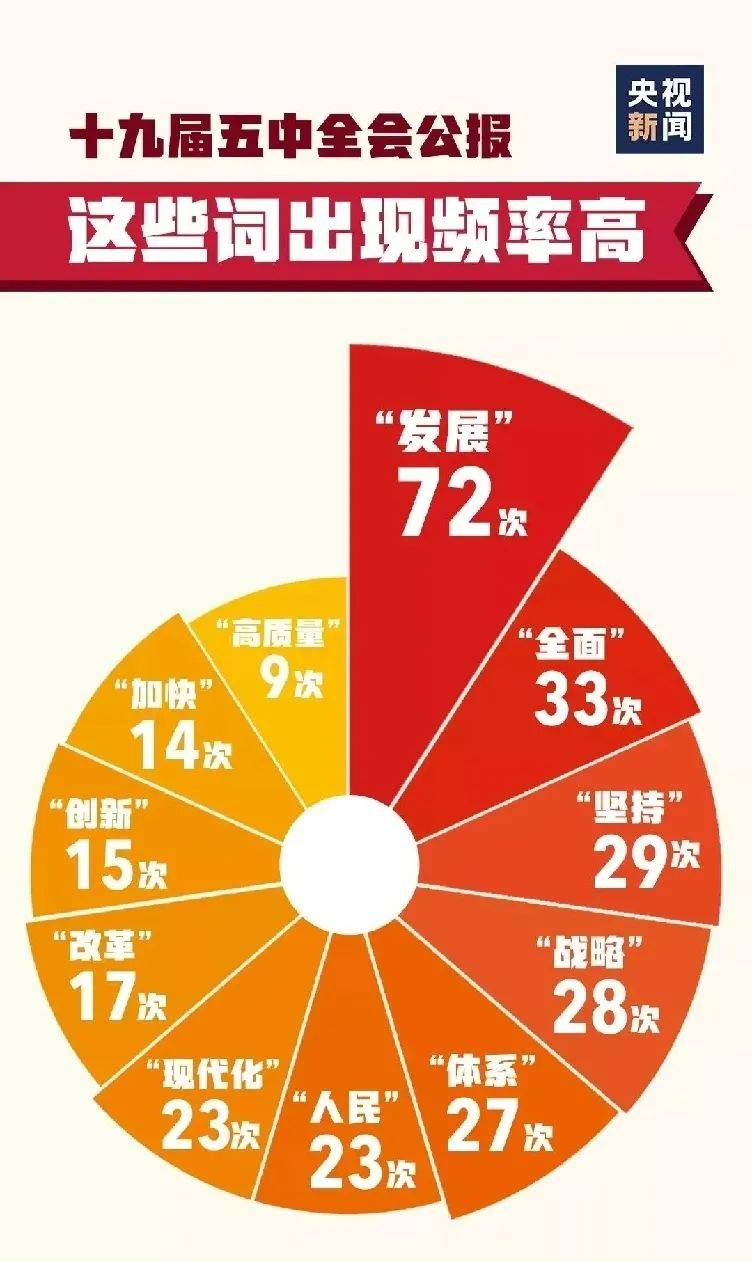 央视
新闻
十九届五中全会公报
这些词出现频率高
“发展”
72次
“全面”
33次
“坚持”
29次
“战略”
28次
“体系”
27次
“人民”
23次
“现代化”
23次
“改革”
17次
“创新”
15次
“加快”
14次
“高质量”
9次